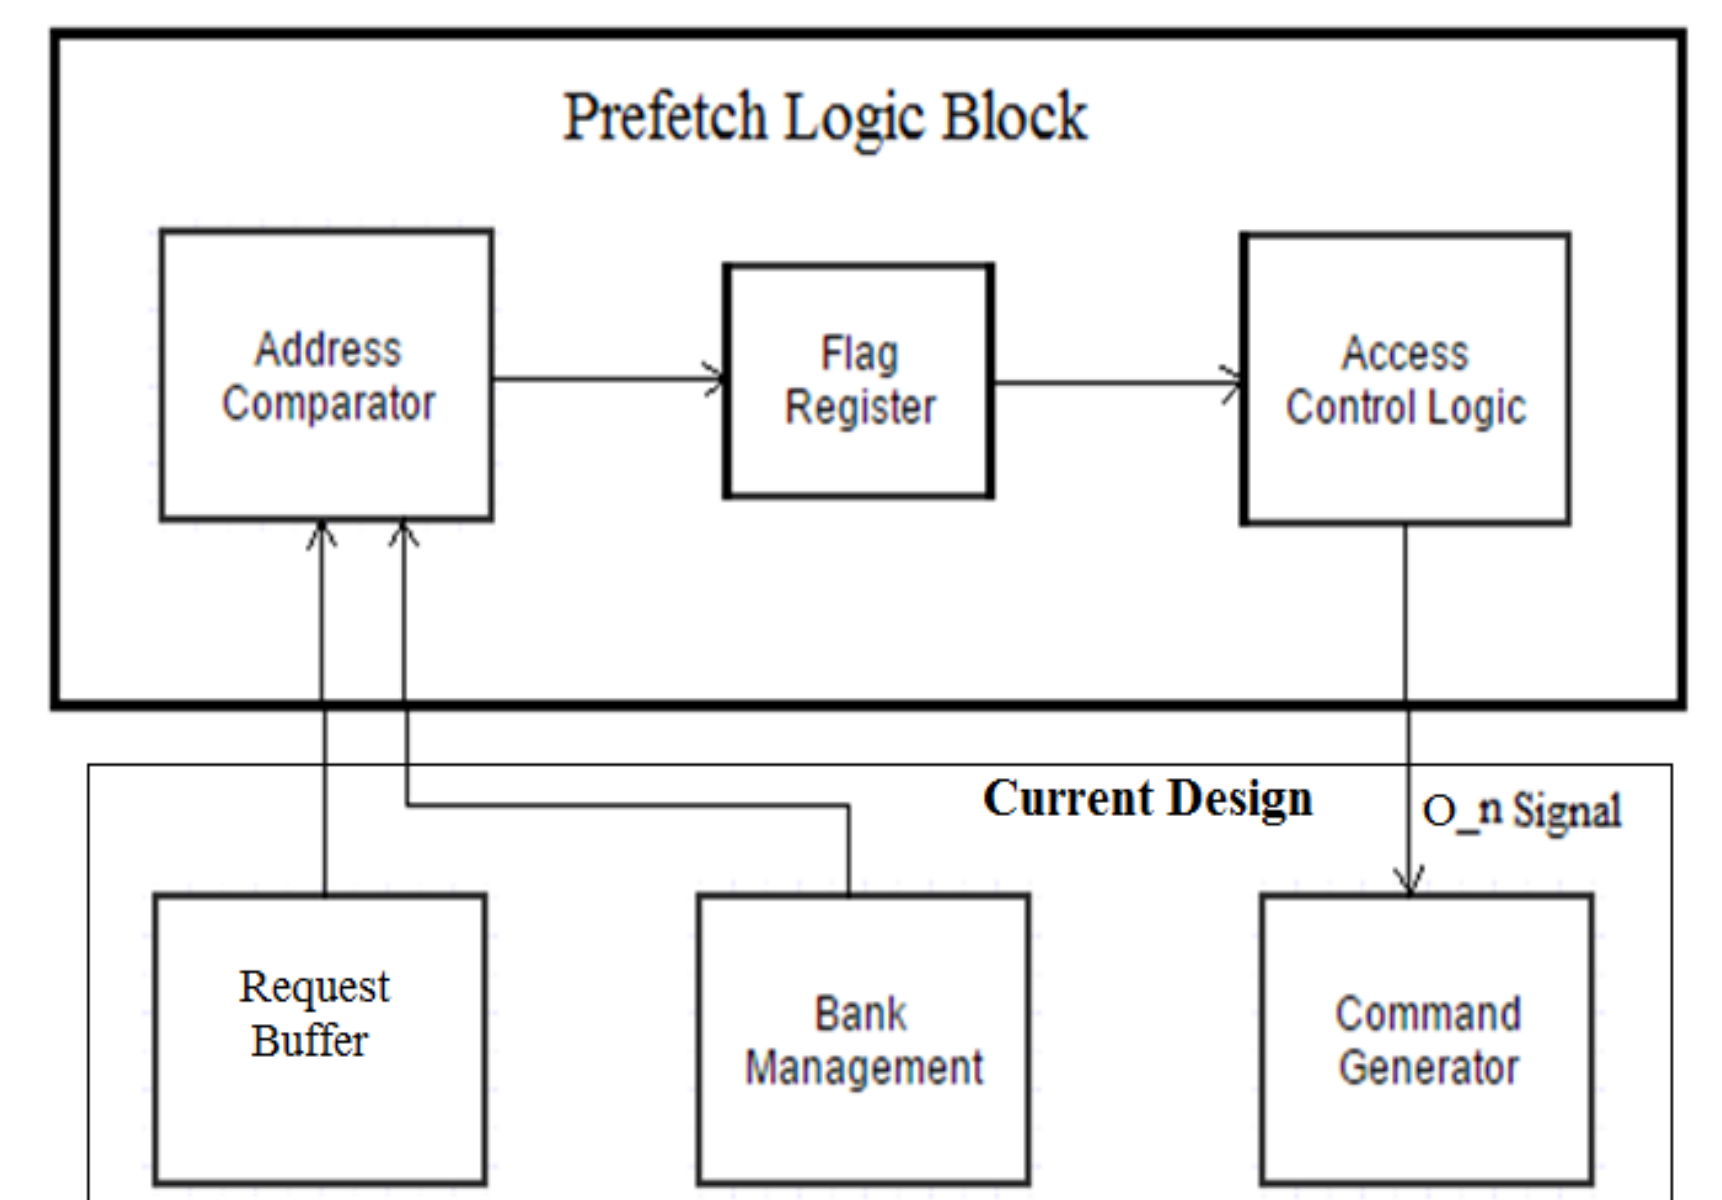 Prefetch Logic Block
Address
Comparator
Flag
Register
Access
Control Logic
Current Design
O_n Signal
Request
Buffer
Bank
Management
Command
Generator